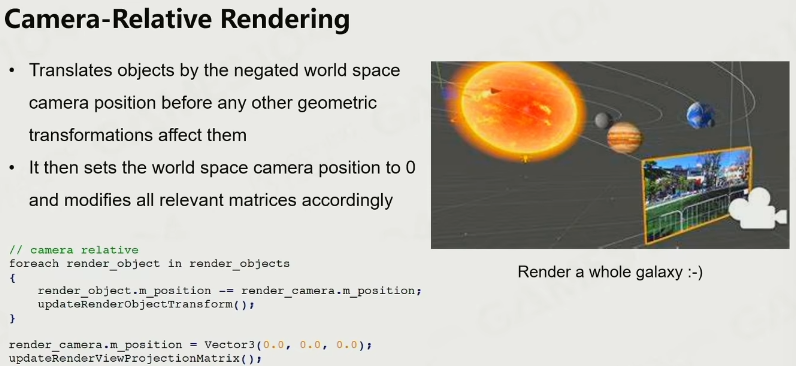 Camera-Relative Rendering
• Translates objects by the negated world space
camera position before any other geometric
transformations affect them
• It then sets the world space camera position to 0
and modifies all relevant matrices accordingly
// camera relative
foreach render_object in render_objects
{
    render_object.m_position -= render_camera.m_position;
    updateRenderObjectTransform();
}
render_camera.m_position = Vector3(0.0, 0.0, 0.0);
updateRenderViewProjectionMatrix();
Render a whole galaxy :-)
GAMES104